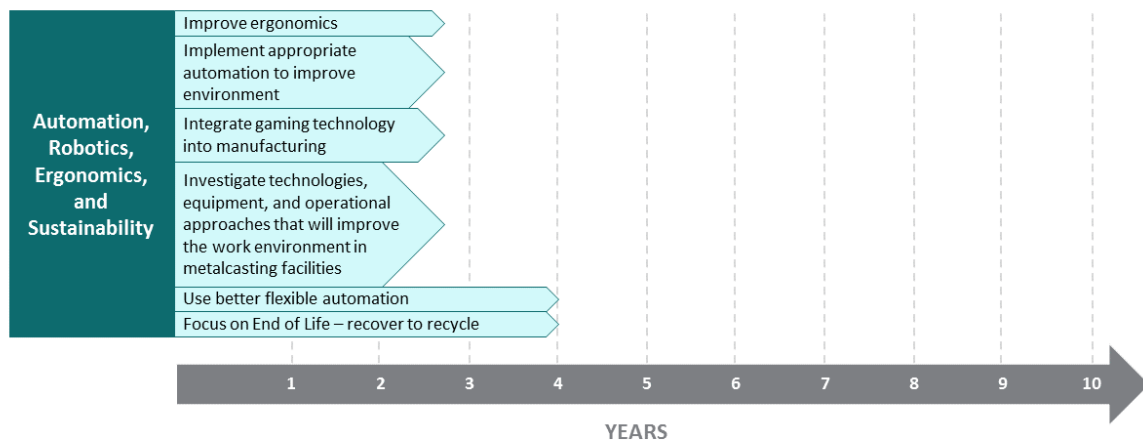 Automation,
Robotics,
Ergonomics,
and
Sustainability
Improve ergonomics
Implement appropriate
automation to improve
environment
Integrate gaming technology
into manufacturing
Investigate technologies,
equipment, and operational
approaches that will improve
the work environment in
metalcasting facilities
Use better flexible automation
Focus on End of Life – recover to recycle
1 2 3 4 5 6 7 8 9 10
YEARS